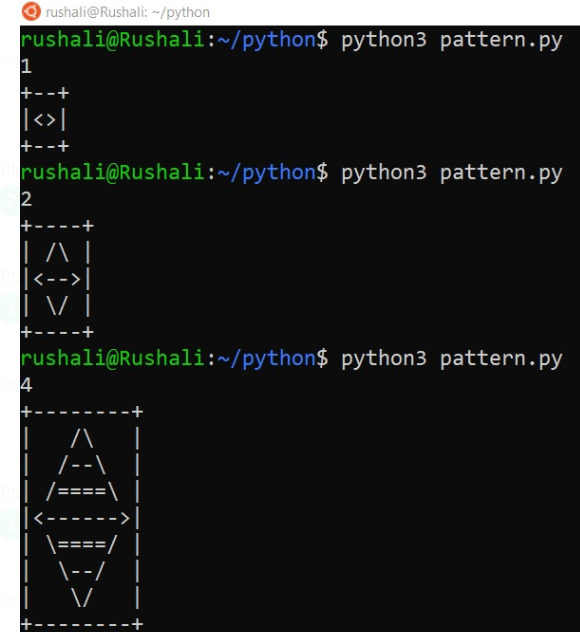 rushali@Rushali: ~/python
rushali@Rushali:~/python$ python3 pattern.py
1
+--+
|<>|
+--+
rushali@Rushali:~/python$ python3 pattern.py
2
+----+
| /\ |
|<-->|
| \/ |
+----+
rushali@Rushali:~/python$ python3 pattern.py
4
+--------+
|   /\   |
|  /--\  |
| /====\ |
|<------>|
| \====/ |
|  \--/  |
|   \/   |
+--------+